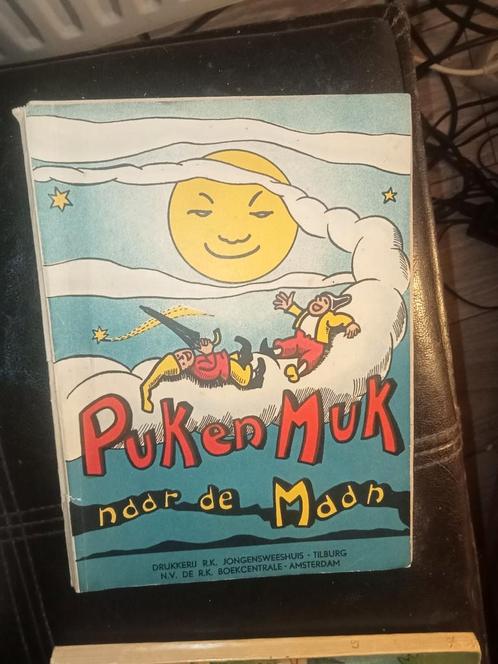 Puk en Muk
naar de Maan
DRUKKERIJ R.K. JONGENSWEESHUIS - TILBURG
N.V. DE R.K. BOEKCENTRALE - AMSTERDAM